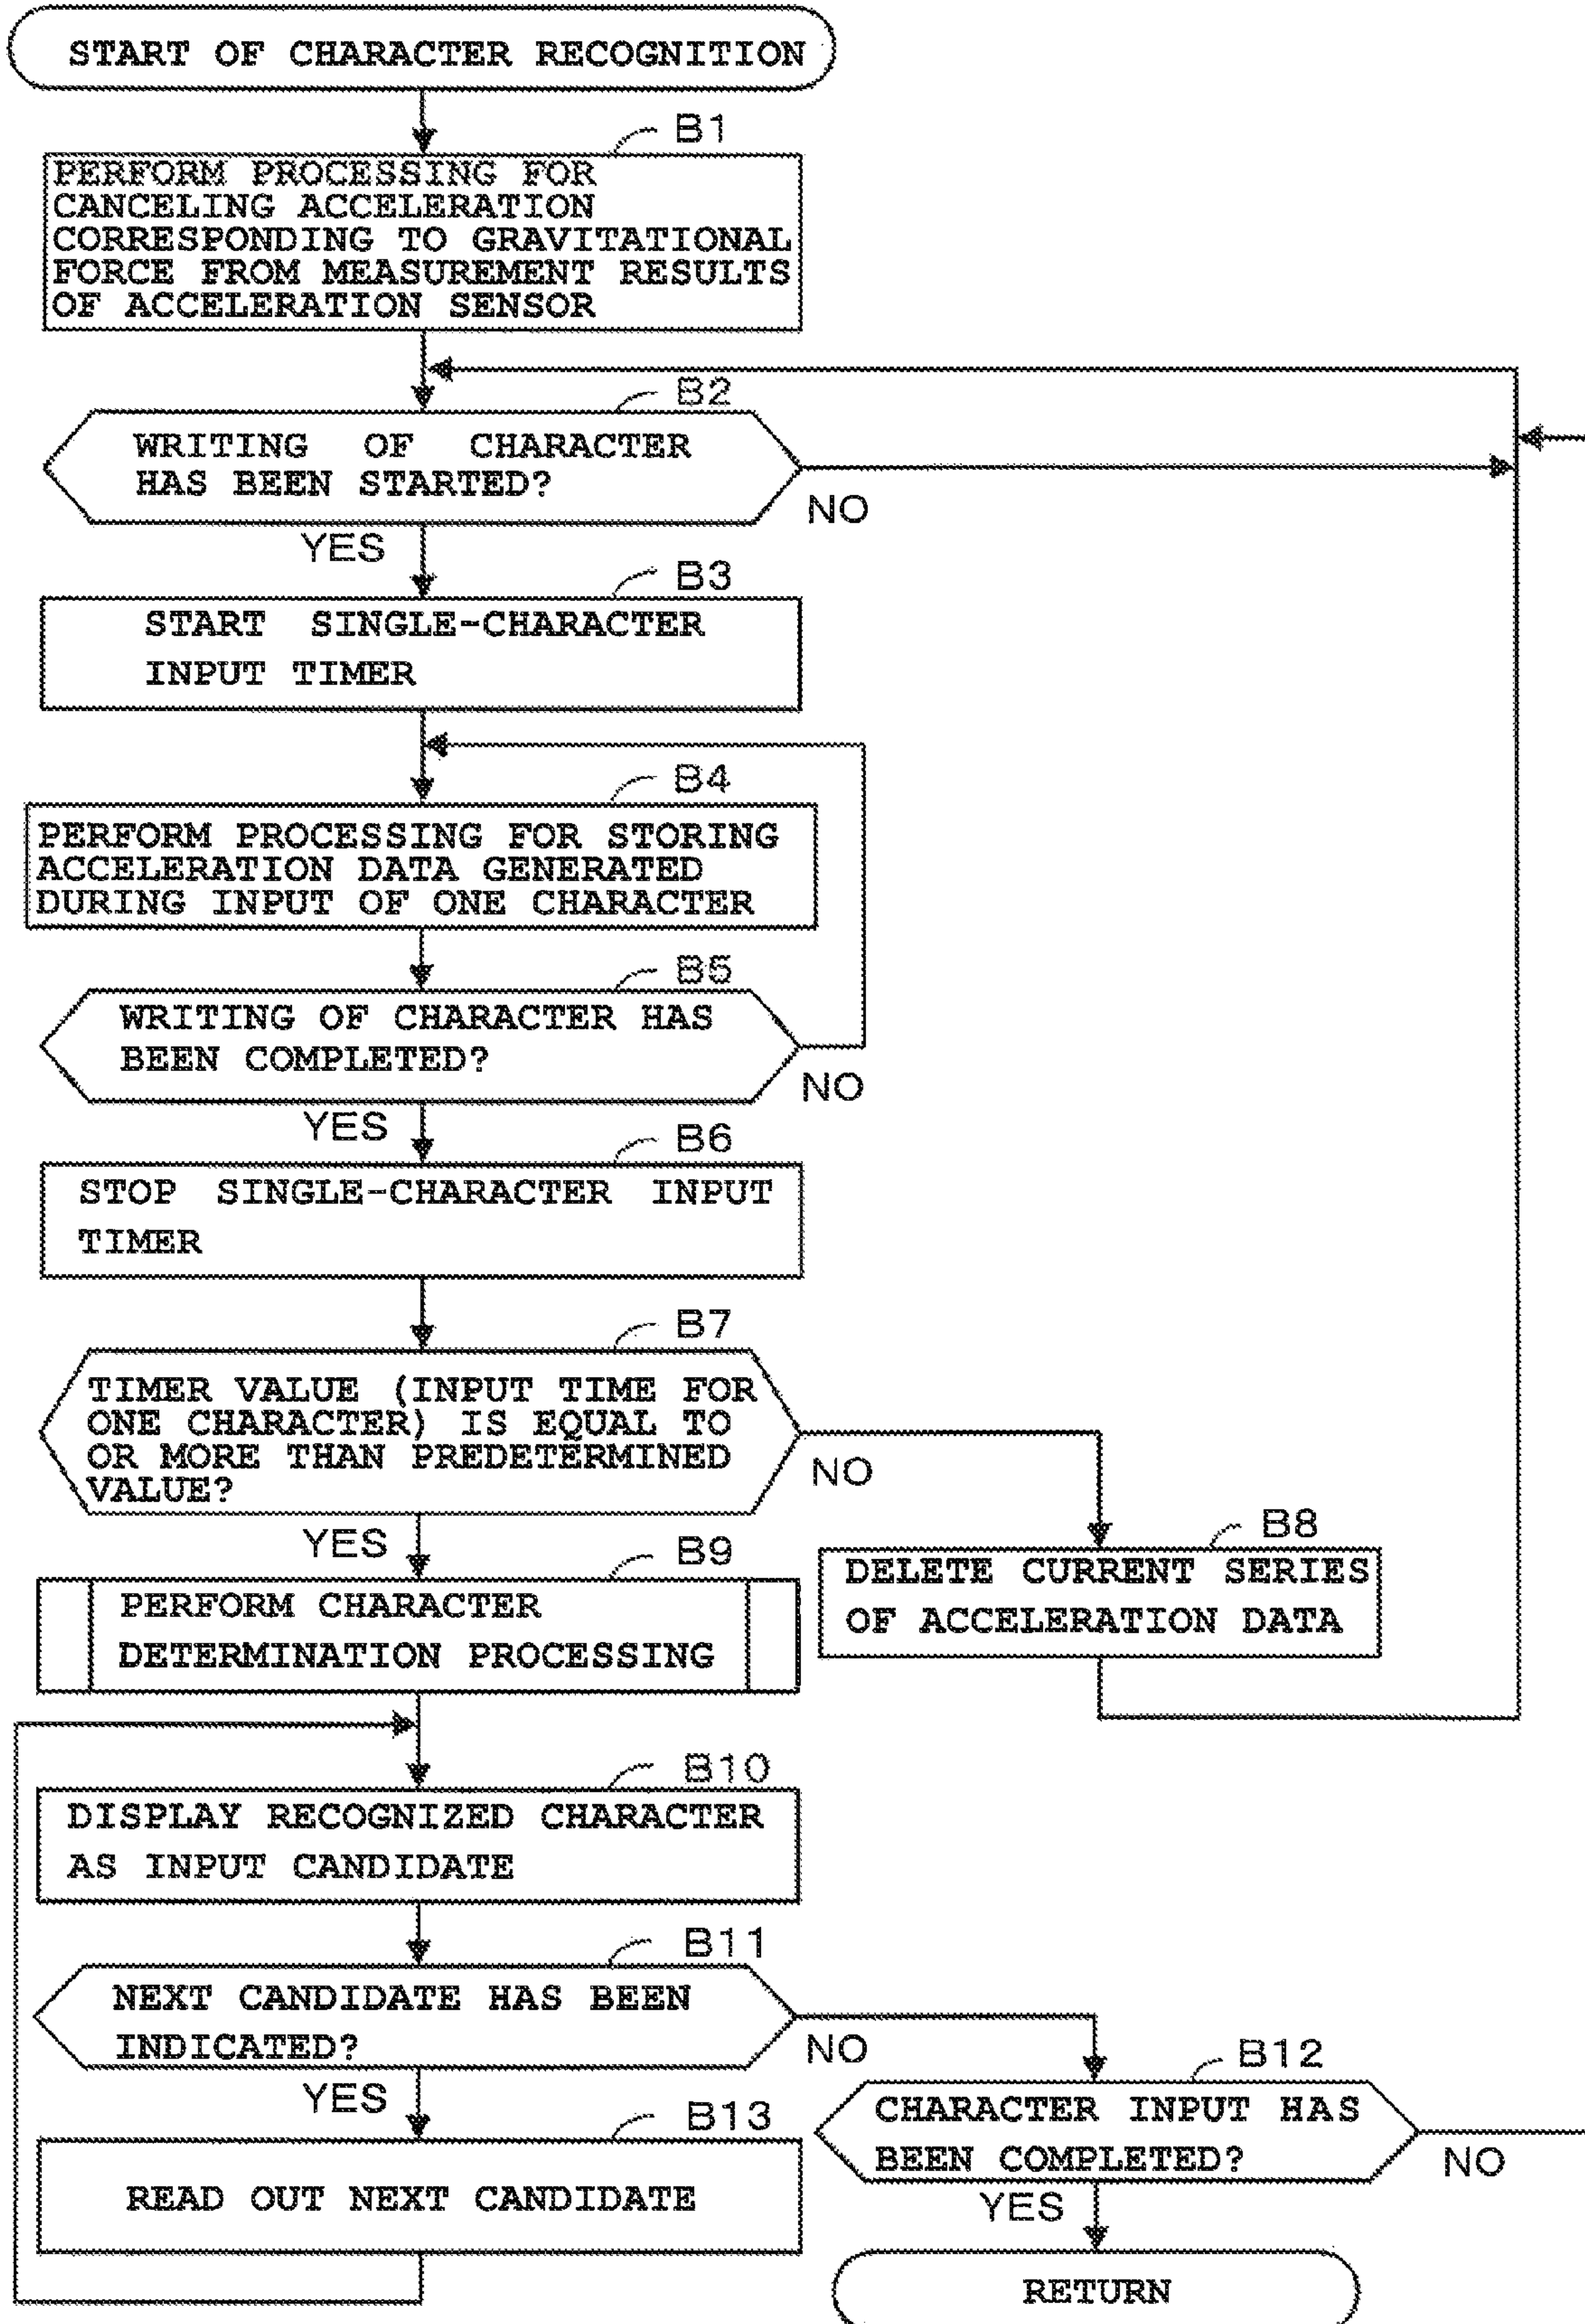 START OF CHARACTER RECOGNITION
B1
PERFORM PROCESSING FOR
CANCELING ACCELERATION
CORRESPONDING TO GRAVITATIONAL
FORCE FROM MEASUREMENT RESULTS
OF ACCELERATION SENSOR
B2
WRITING OF CHARACTER
HAS BEEN STARTED?
NO
YES
B3
START SINGLE-CHARACTER
INPUT TIMER
B4
PERFORM PROCESSING FOR STORING
ACCELERATION DATA GENERATED
DURING INPUT OF ONE CHARACTER
B5
WRITING OF CHARACTER HAS
BEEN COMPLETED?
NO
YES
B6
STOP SINGLE-CHARACTER INPUT
TIMER
B7
TIMER VALUE (INPUT TIME FOR
ONE CHARACTER) IS EQUAL TO
OR MORE THAN PREDETERMINED
VALUE?
NO
YES
B8
DELETE CURRENT SERIES
OF ACCELERATION DATA
B9
PERFORM CHARACTER
DETERMINATION PROCESSING
B10
DISPLAY RECOGNIZED CHARACTER
AS INPUT CANDIDATE
B11
NEXT CANDIDATE HAS BEEN
INDICATED?
NO
YES
B12
CHARACTER INPUT HAS
BEEN COMPLETED?
NO
YES
B13
READ OUT NEXT CANDIDATE
RETURN